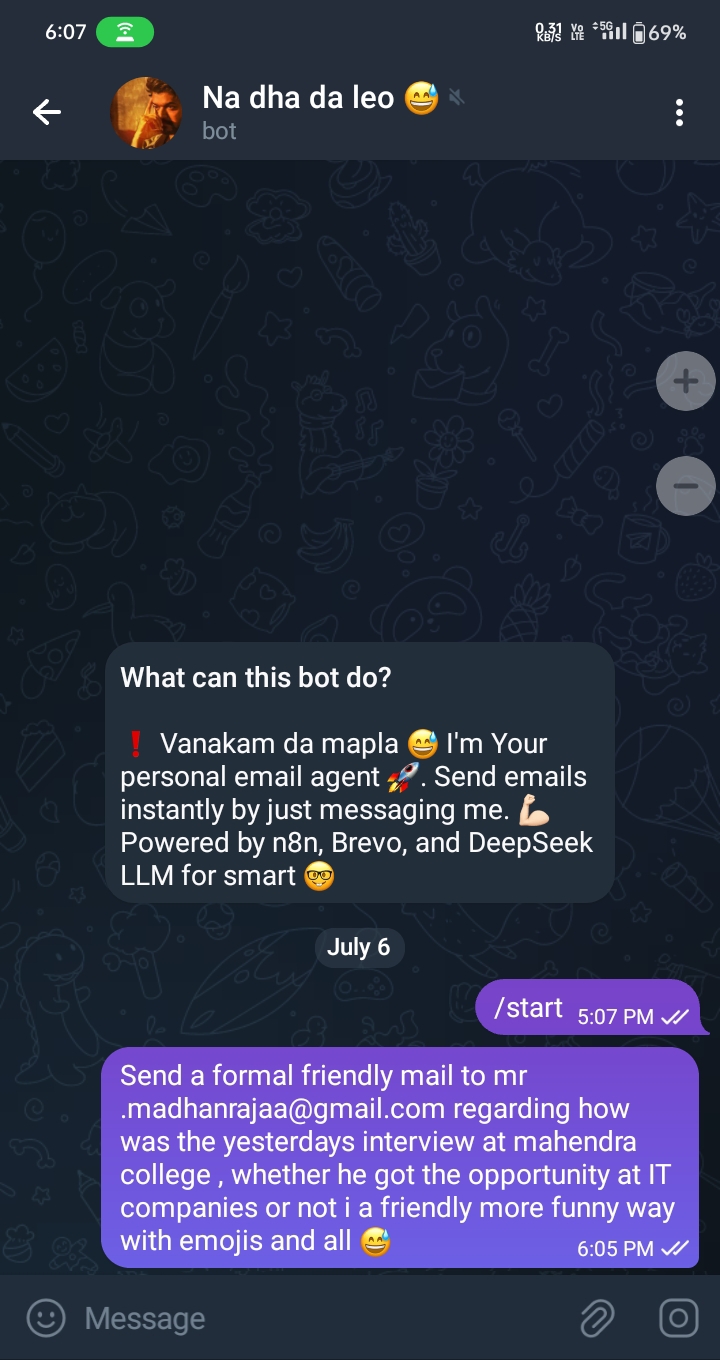 6:07 0.31 KB/S Vo LTE 5G 69%
Na dha da leo 😅
bot
What can this bot do?
❗ Vanakam da mapla 😅 I'm Your
personal email agent 🚀. Send emails
instantly by just messaging me. 💪🏻
Powered by n8n, Brevo, and DeepSeek
LLM for smart 🤓
July 6
/start 5:07 PM
Send a formal friendly mail to mr
.madhanrajaa@gmail.com regarding how
was the yesterdays interview at mahendra
college , whether he got the opportunity at IT
companies or not i a friendly more funny way
with emojis and all 😅
6:05 PM
Message